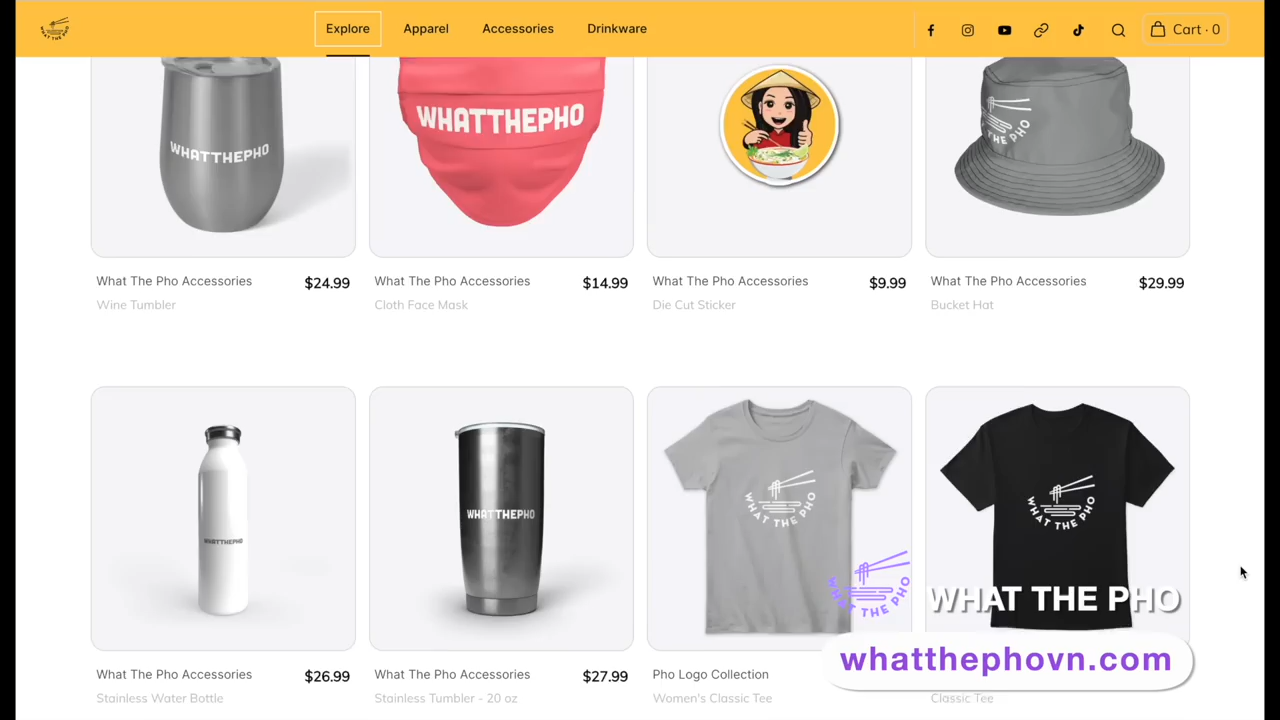 WHAT THE PHO
Explore
Apparel
Accessories
Drinkware
Cart · 0
WHATTHEPHO
WHATTHEPHO
THE PHO
What The Pho Accessories
$24.99
Wine Tumbler
What The Pho Accessories
$14.99
Cloth Face Mask
What The Pho Accessories
$9.99
Die Cut Sticker
What The Pho Accessories
$29.99
Bucket Hat
WHATTHEPHO
WHATTHEPHO
WHAT THE PHO
WHAT THE PHO
WHAT THE PHO
WHAT THE PHO
whatthephovn.com
What The Pho Accessories
$26.99
Stainless Water Bottle
What The Pho Accessories
$27.99
Stainless Tumbler - 20 oz
Pho Logo Collection
Women's Classic Tee
Classic Tee